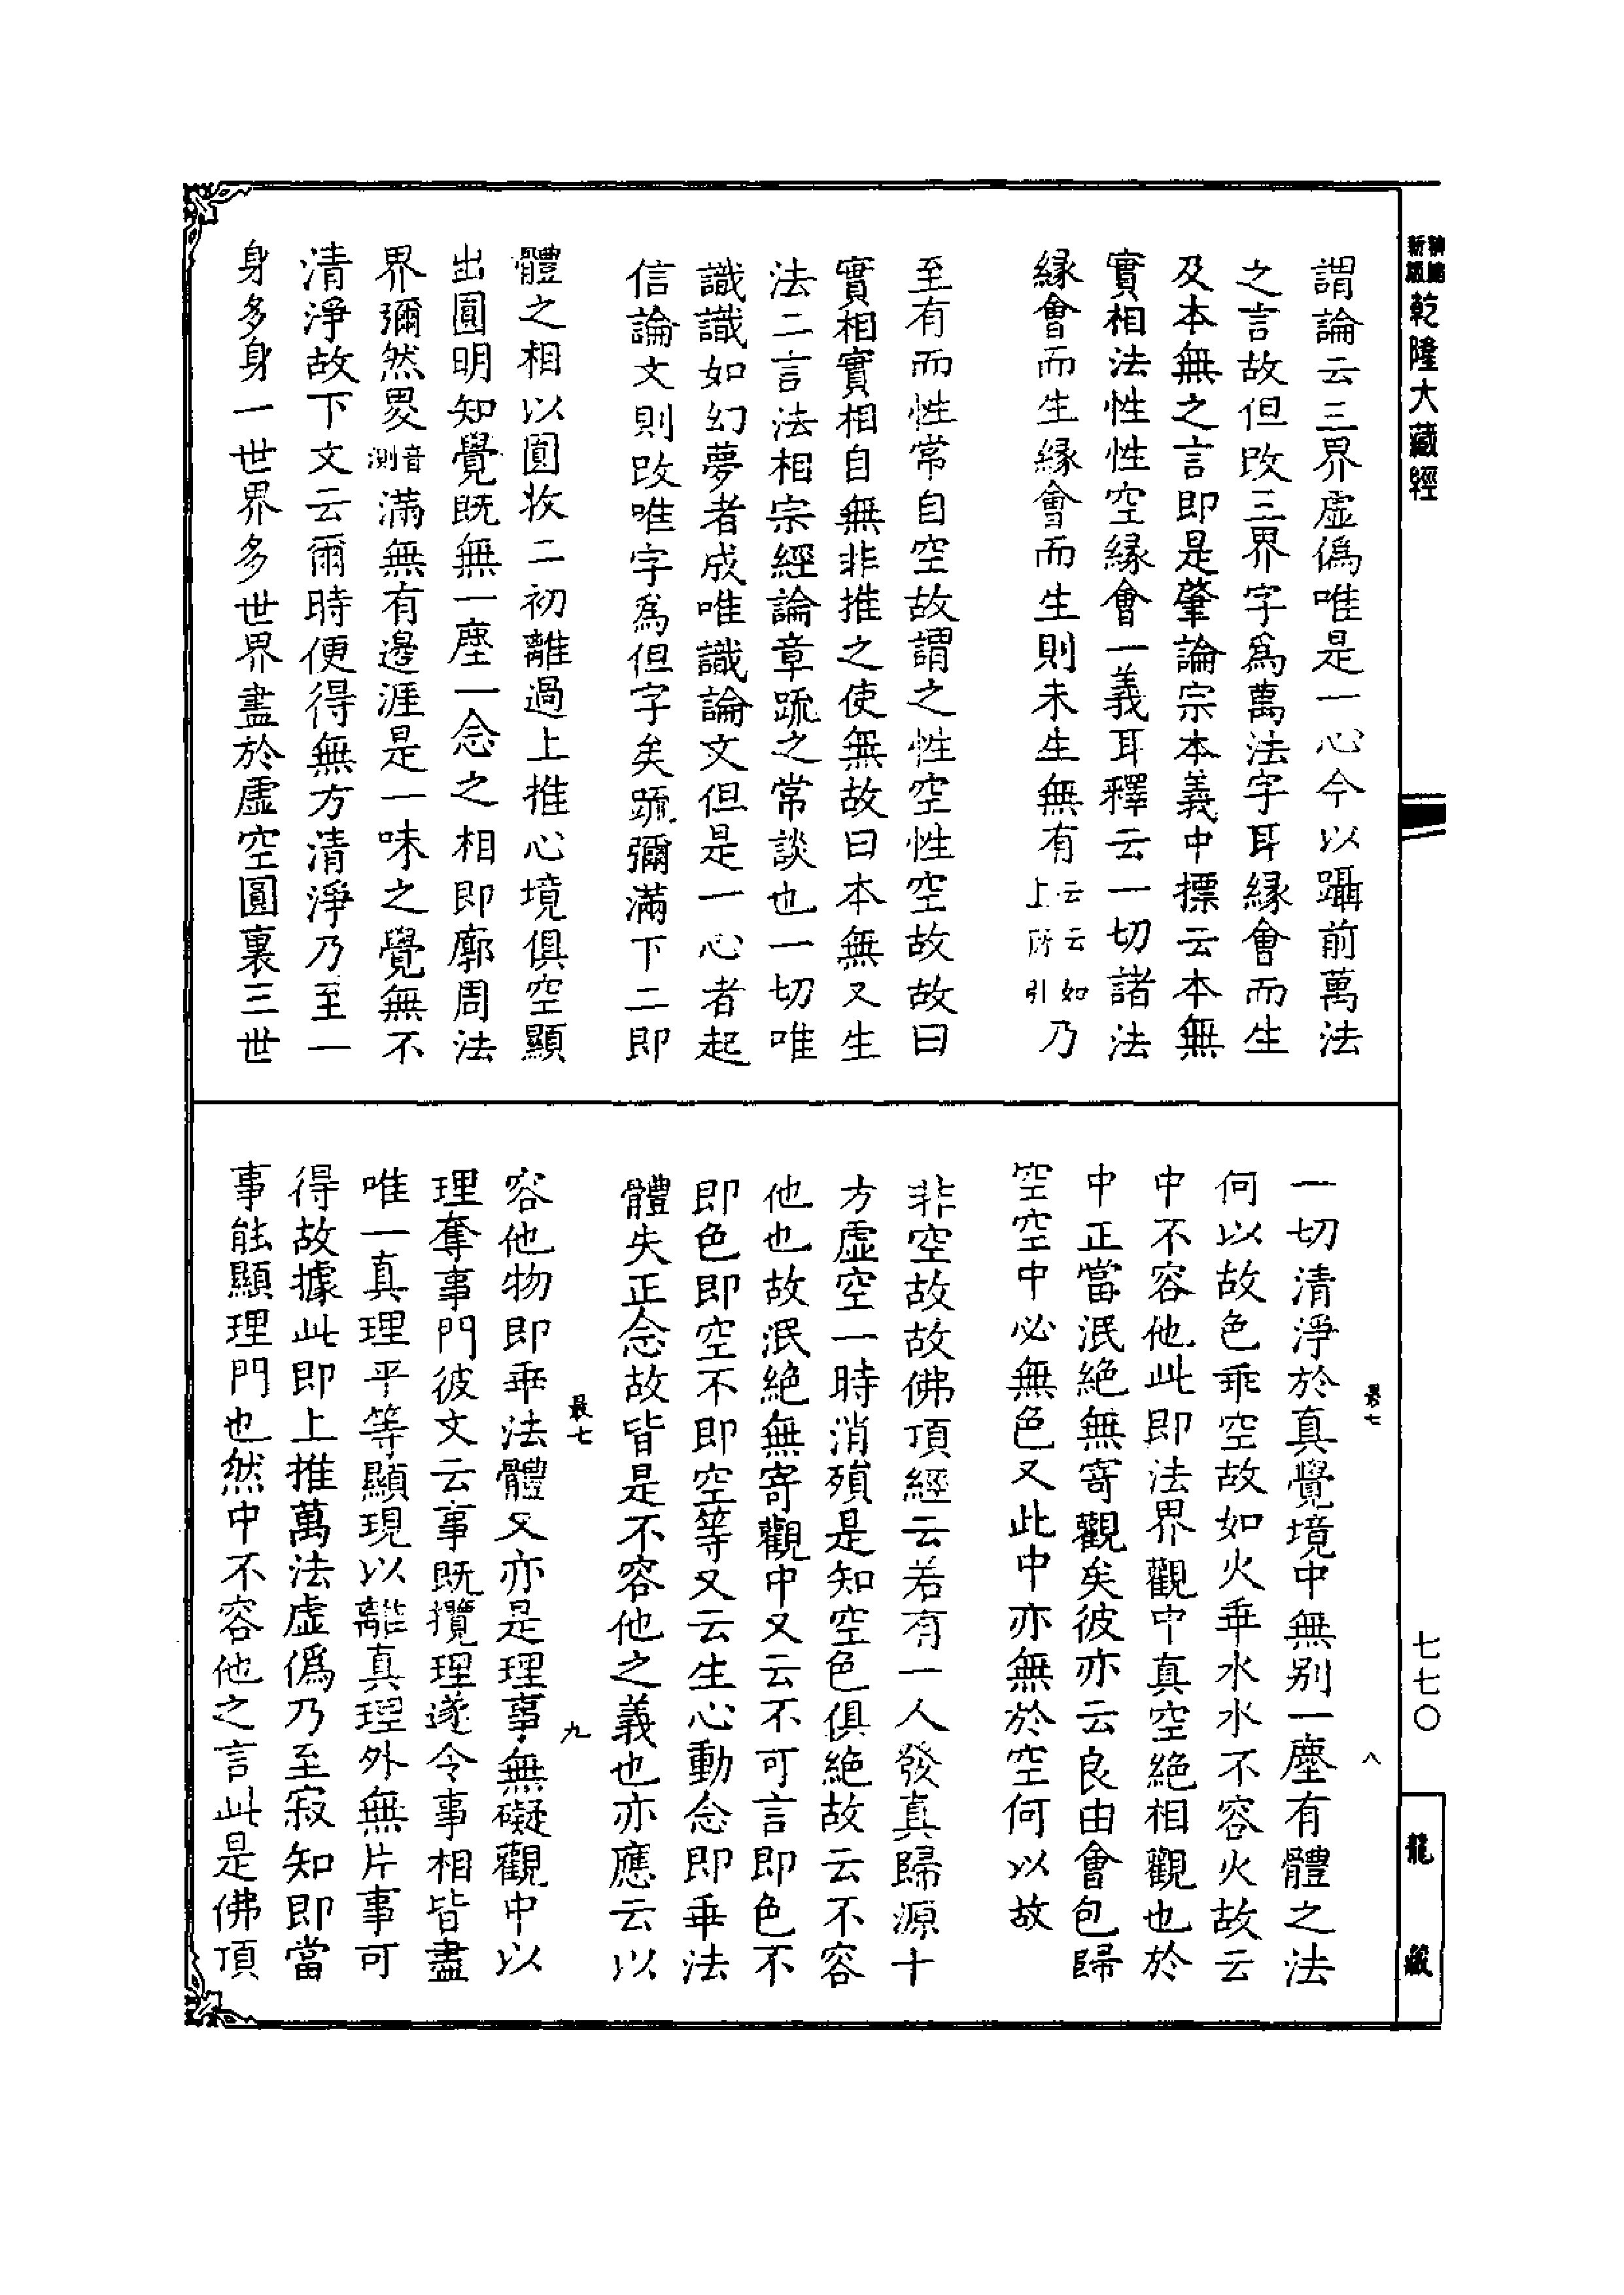 新編縮版 乾隆大藏經
謂論云三界虛僞唯是一心今以躡前萬法
之言故但改三界字爲萬法字耳緣會而生
及本無之言即是肇論宗本義中摽云本無
實相法性性空緣會一義耳釋云一切諸法
緣會而生緣會而生則未生無有云云如上所引乃
至有而性常自空故謂之性空性空故故曰
實相實相自無非推之使無故曰本無又生
法二言法相宗經論章䟽之常談也一切唯
識識如幻夢者成唯識論文但是一心者起
信論文則改唯字爲但字矣䟽彌滿下二即
體之相以圓收二初離過上推心境俱空顯
出圓明知覺既無一塵一念之相即廓周法
界彌然畟音測滿無有邊涯是一味之覺無不
清淨故下文云爾時便得無方清淨乃至一
身多身一世界多世界盡於虛空圓裏三世
一切清淨於真覺境中無别一塵有體之法
何以故色乖空故如火乖水水不容火故云
中不容他此即法界觀中真空絶相觀也於
中正當泯絶無寄觀矣彼亦云良由會色歸
空空中必無色又此中亦無於空何以故
非空故故佛頂經云若有一人發真歸源十
方虛空一時消殞是知空色俱絶故云不容
他也故泯絶無寄觀中又云不可言即色不
即色即空不即空等又云生心動念即乖法
體失正念故皆是不容他之義也亦應云以
容他物即乖法體又亦是理事無礙觀中以
理奪事門彼文云事既攬理遂令事相皆盡
唯一真理平等顯現以離真理外無片事可
得故據此即上推萬法虛僞乃至寂知即當
事能顯理門也然中不容他之言此是佛頂
最七
八
最七
九
七七〇
龍藏